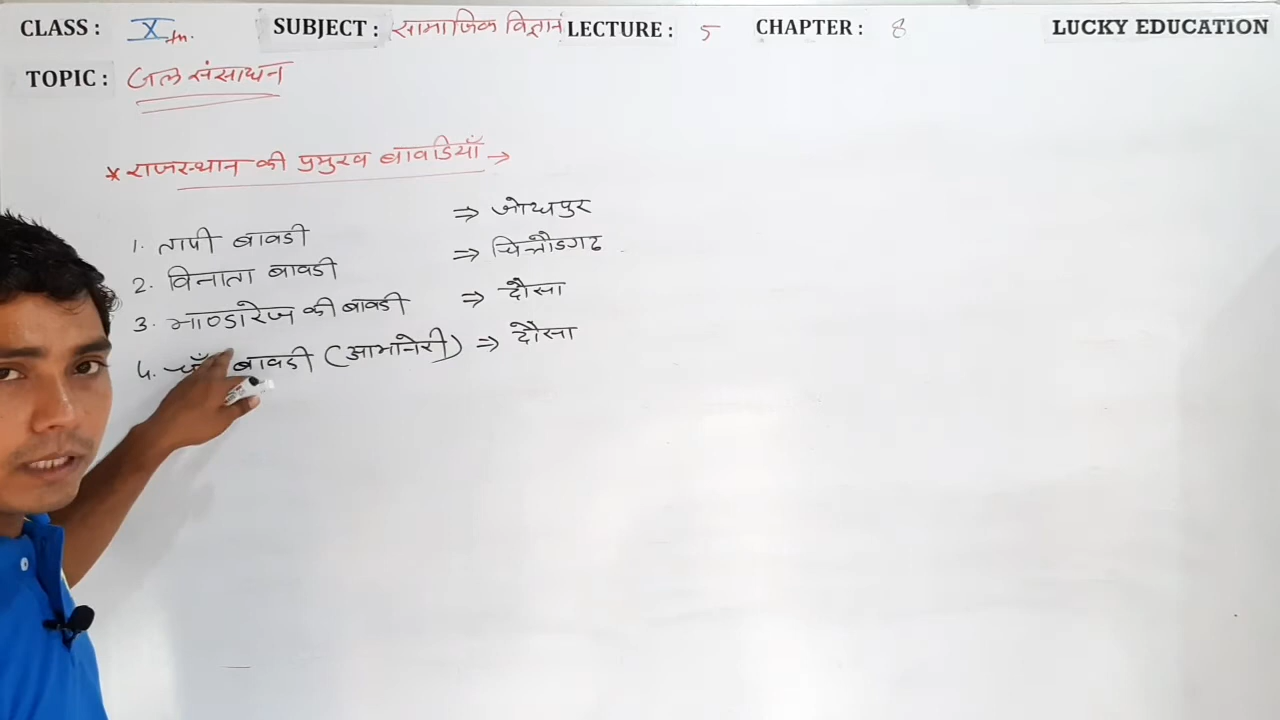 CLASS : X th. SUBJECT : सामाजिक विज्ञान LECTURE : 5 CHAPTER : 8 LUCKY EDUCATION
TOPIC : जल संसाधन
* राजस्थान की प्रमुख बावडियाँ →
1. तापी बावडी ⇒ जोधपुर
2. विनाता बावडी ⇒ चित्तौडगढ
3. भाण्डारेज की बावडी ⇒ दौसा
4. बावडी (आभानेरी) ⇒ दौसा